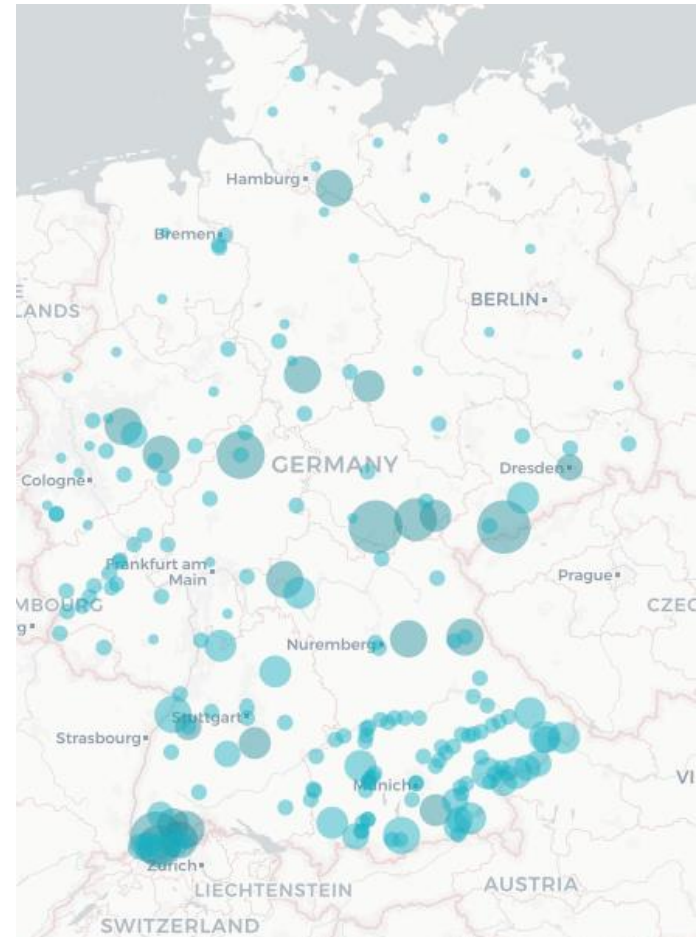 Hamburg
Bremen
BERLIN
LANDS
GERMANY
Cologne
Dresden
Frankfurt am
Main
Prague
MBOURG
CZEC
g
Nuremberg
Stuttgart
Strasbourg
Munich
VI
Zürich
LIECHTENSTEIN
AUSTRIA
SWITZERLAND